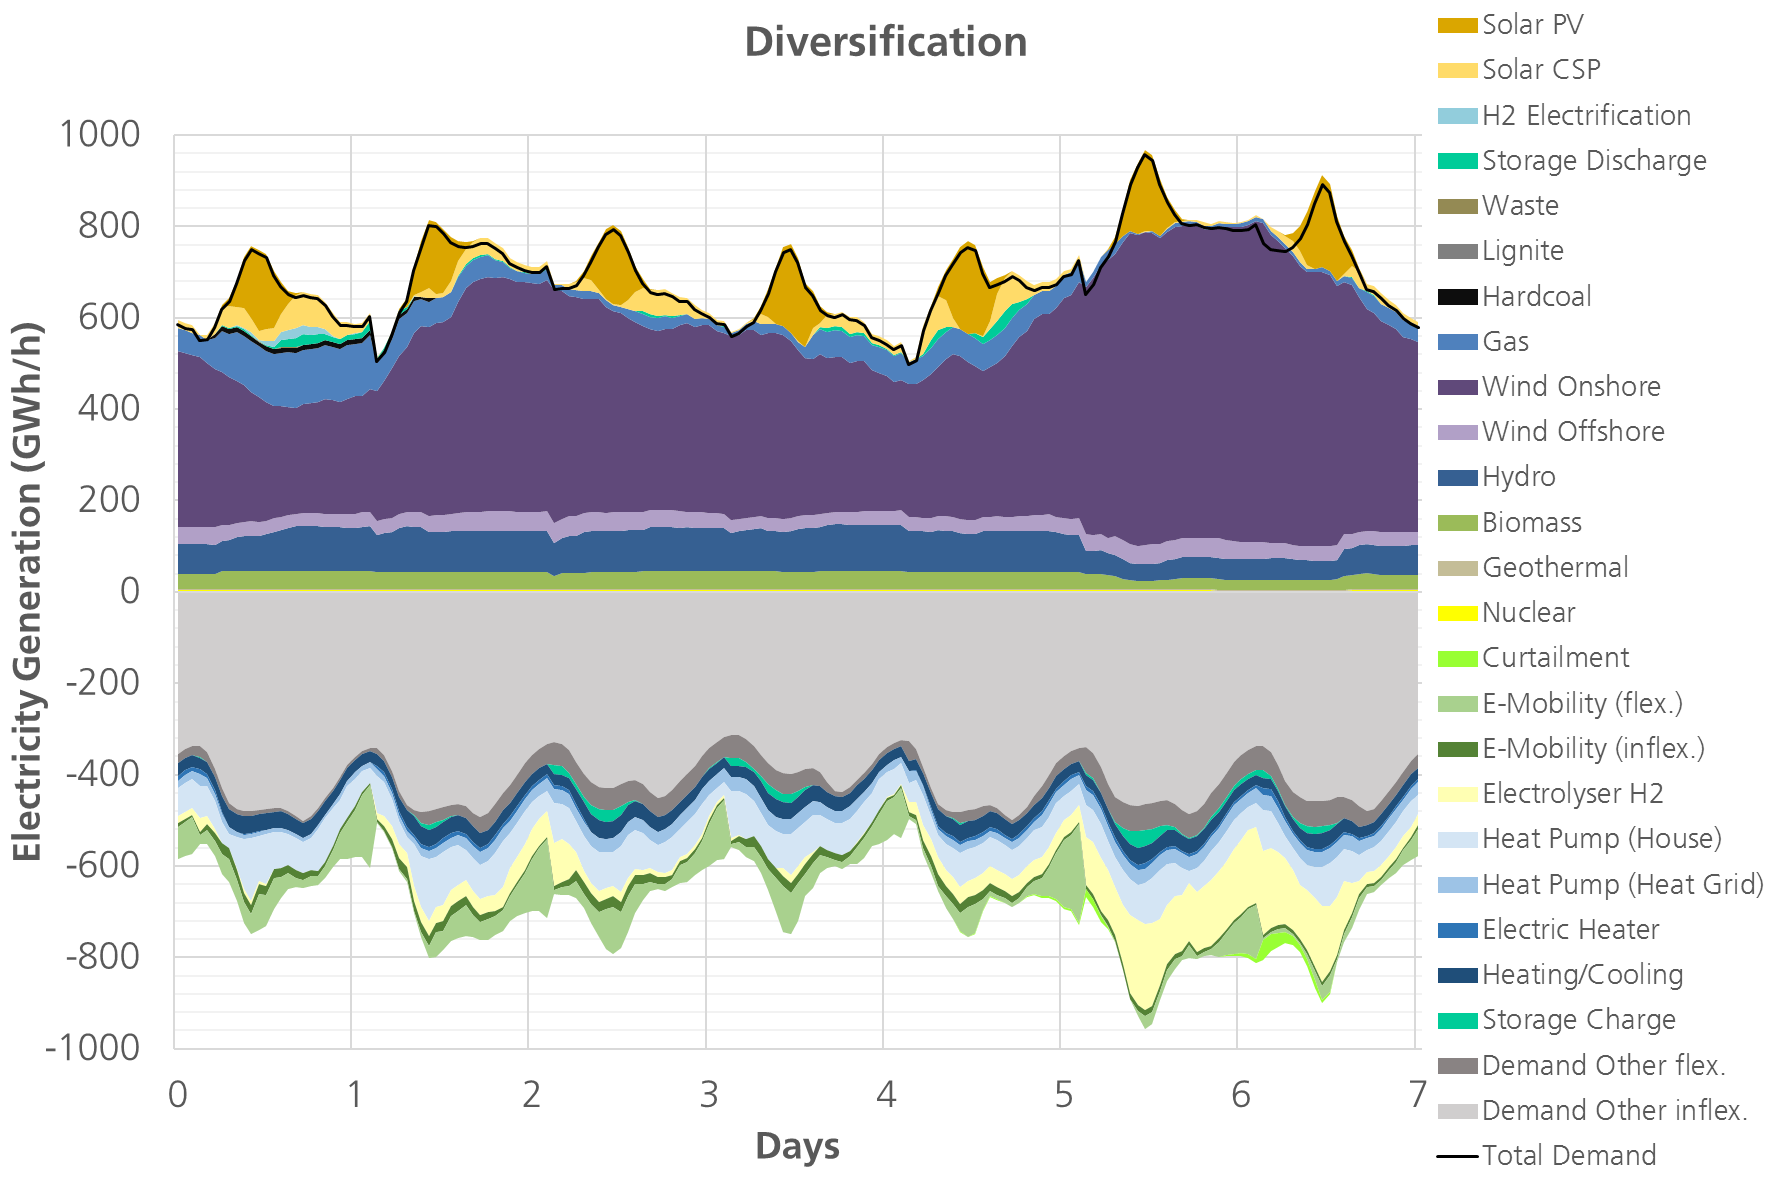 Diversification
Electricity Generation (GWh/h)
1000
800
600
400
200
0
-200
-400
-600
-800
-1000
0 1 2 3 4 5 6 7
Days
Solar PV
Solar CSP
H2 Electrification
Storage Discharge
Waste
Lignite
Hardcoal
Gas
Wind Onshore
Wind Offshore
Hydro
Biomass
Geothermal
Nuclear
Curtailment
E-Mobility (flex.)
E-Mobility (inflex.)
Electrolyser H2
Heat Pump (House)
Heat Pump (Heat Grid)
Electric Heater
Heating/Cooling
Storage Charge
Demand Other flex.
Demand Other inflex.
Total Demand